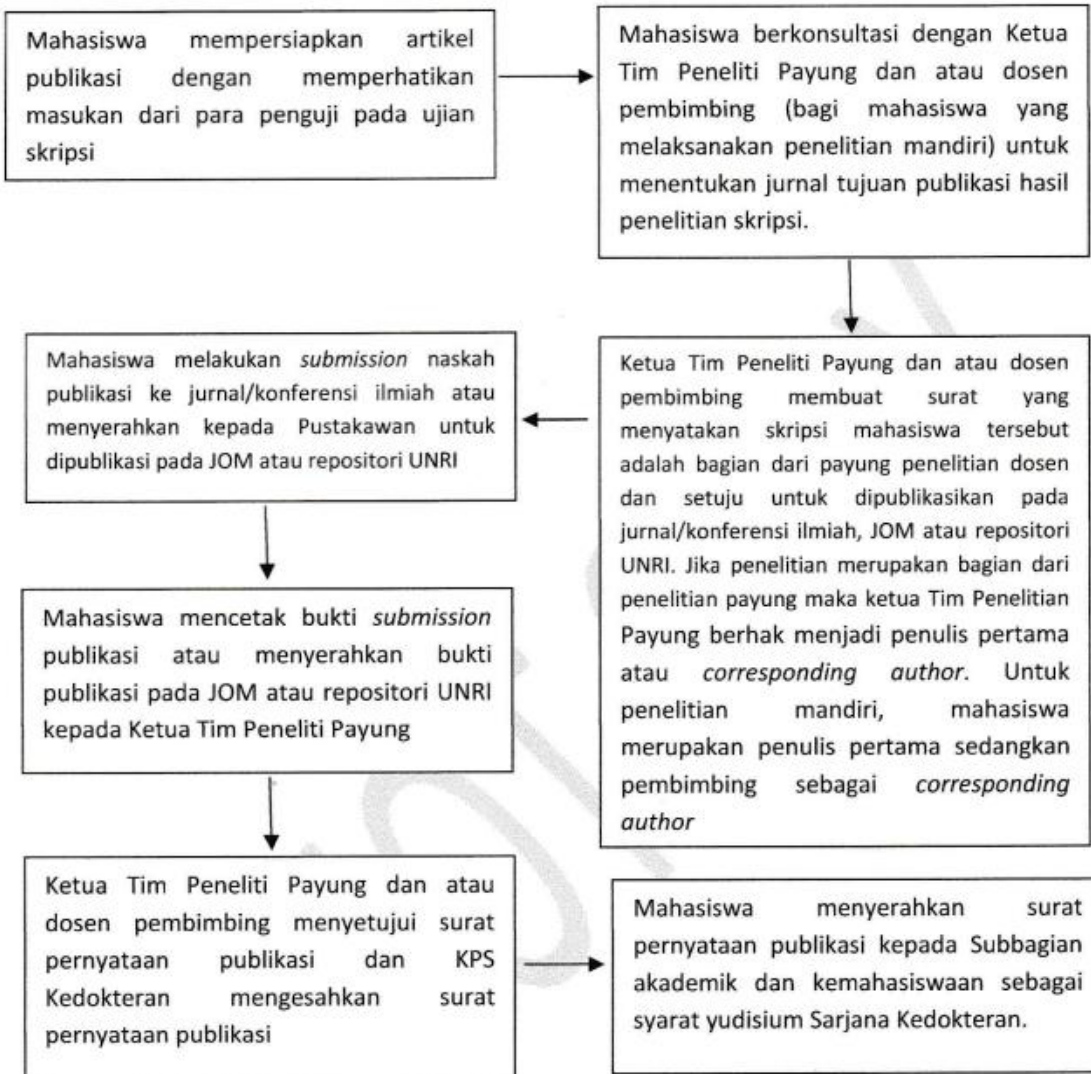 Mahasiswa mempersiapkan artikel
publikasi dengan memperhatikan
masukan dari para penguji pada ujian
skripsi
Mahasiswa berkonsultasi dengan Ketua
Tim Peneliti Payung dan atau dosen
pembimbing (bagi mahasiswa yang
melaksanakan penelitian mandiri) untuk
menentukan jurnal tujuan publikasi hasil
penelitian skripsi.
Ketua Tim Peneliti Payung dan atau dosen
pembimbing membuat surat yang
menyatakan skripsi mahasiswa tersebut
adalah bagian dari payung penelitian dosen
dan setuju untuk dipublikasikan pada
jurnal/konferensi ilmiah, JOM atau repositori
UNRI. Jika penelitian merupakan bagian dari
penelitian payung maka ketua Tim Penelitian
Payung berhak menjadi penulis pertama
atau corresponding author. Untuk
penelitian mandiri, mahasiswa
merupakan penulis pertama sedangkan
pembimbing sebagai corresponding
author
Mahasiswa melakukan submission naskah
publikasi ke jurnal/konferensi ilmiah atau
menyerahkan kepada Pustakawan untuk
dipublikasi pada JOM atau repositori UNRI
Mahasiswa mencetak bukti submission
publikasi atau menyerahkan bukti
publikasi pada JOM atau repositori UNRI
kepada Ketua Tim Peneliti Payung
Ketua Tim Peneliti Payung dan atau
dosen pembimbing menyetujui surat
pernyataan publikasi dan KPS
Kedokteran mengesahkan surat
pernyataan publikasi
Mahasiswa menyerahkan surat
pernyataan publikasi kepada Subbagian
akademik dan kemahasiswaan sebagai
syarat yudisium Sarjana Kedokteran.